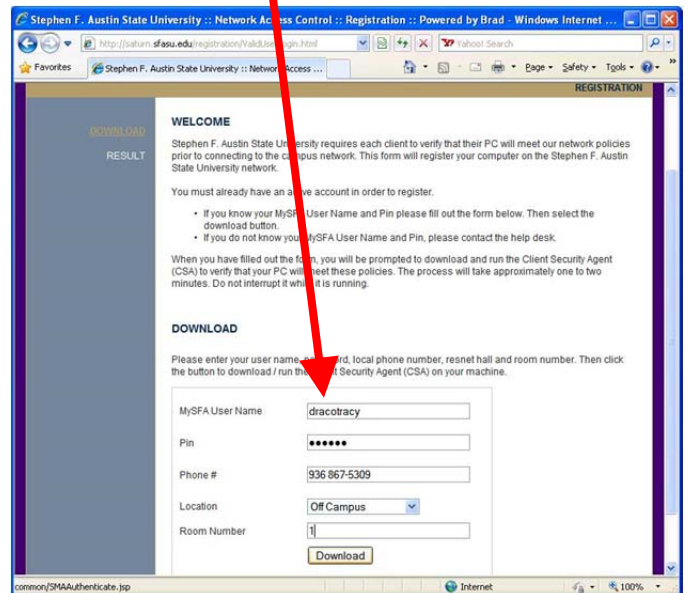 Stephen F. Austin State University :: Network Access Control :: Registration :: Powered by Brad - Windows Internet ...
http://saturn.sfasu.edu/registration/ValidUserLogin.html
Yahoo! Search
Favorites
Stephen F. Austin State University :: Network Access ...
Page
Safety
Tools
REGISTRATION
DOWNLOAD
RESULT
WELCOME
Stephen F. Austin State University requires each client to verify that their PC will meet our network policies
prior to connecting to the campus network. This form will register your computer on the Stephen F. Austin
State University network.
You must already have an active account in order to register.
• If you know your MySFA User Name and Pin please fill out the form below. Then select the
download button.
• If you do not know your MySFA User Name and Pin, please contact the help desk.
When you have filled out the form, you will be prompted to download and run the Client Security Agent
(CSA) to verify that your PC will meet these policies. The process will take approximately one to two
minutes. Do not interrupt it while it is running.
DOWNLOAD
Please enter your user name, password, local phone number, resnet hall and room number. Then click
the button to download / run the Client Security Agent (CSA) on your machine.
MySFA User Name dracotracy
Pin ••••••
Phone # 936 867-5309
Location Off Campus
Room Number 1
Download
common/SMAAuthenticate.jsp
Internet
100%